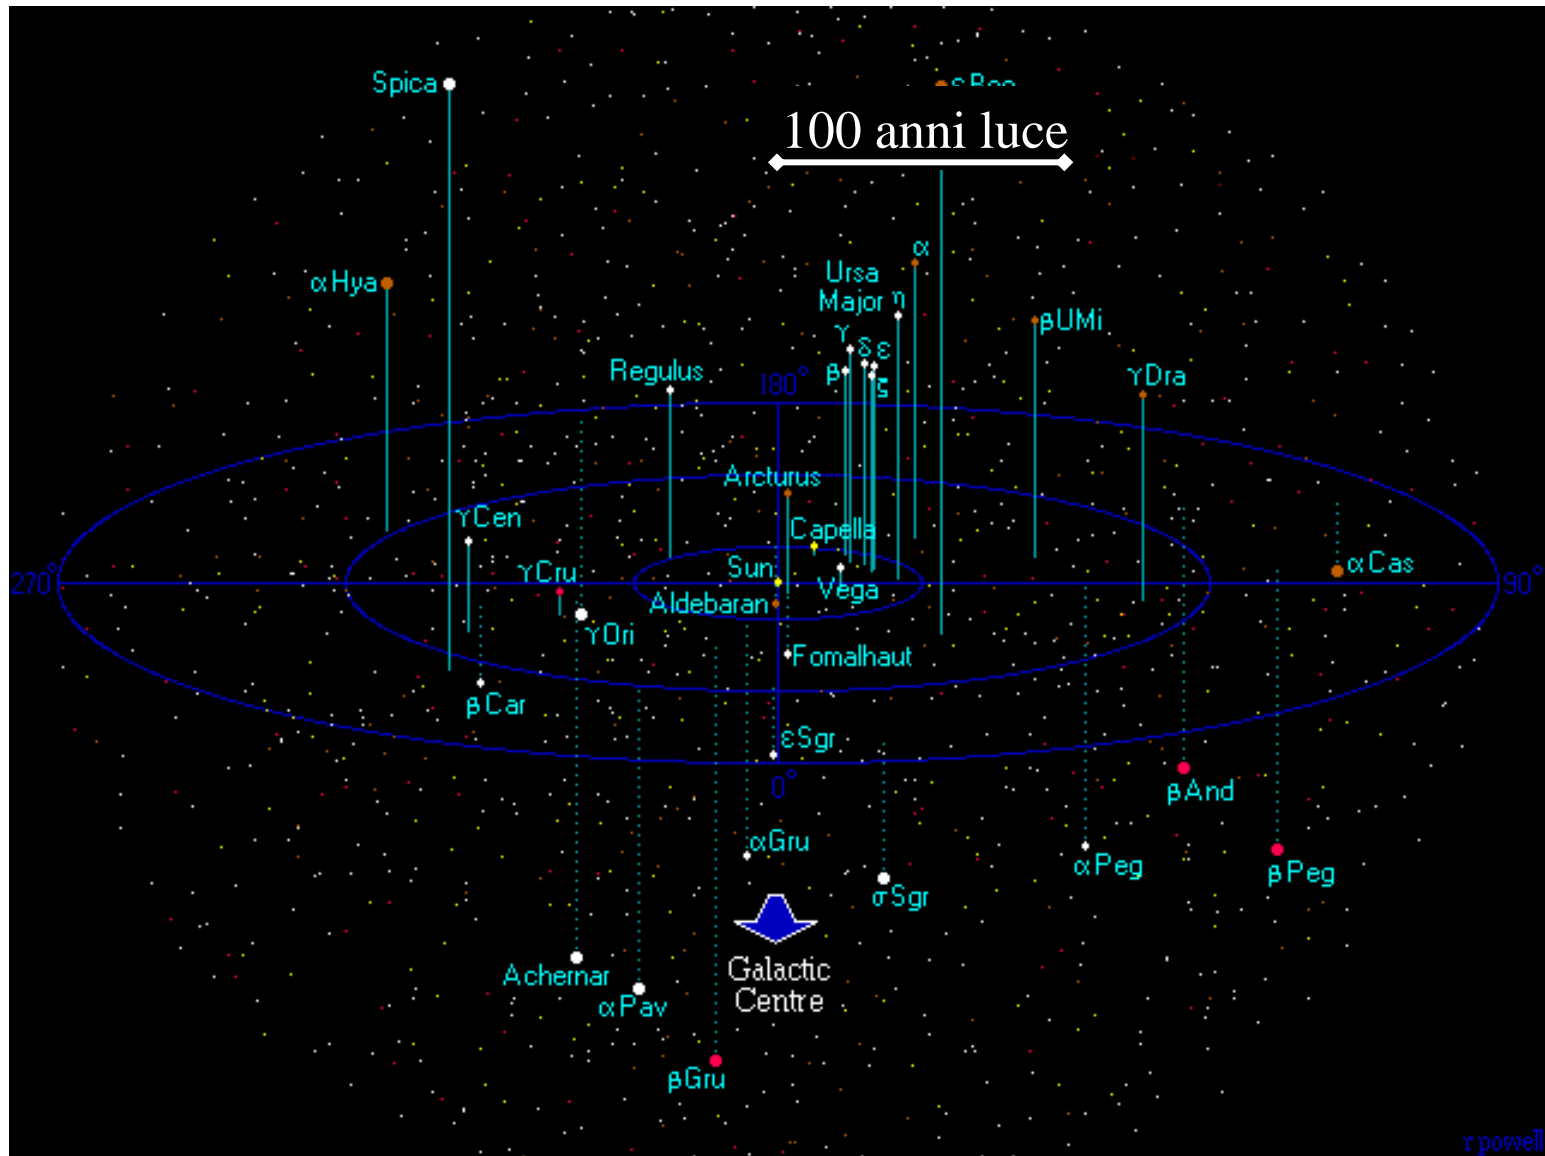 Spica
εBoo
100 anni luce
α
αHya
Ursa
Major η
βUMi
γ
δ ε
β
ζ
Regulus
180°
γDra
Arcturus
γCen
Capella
Sun
γCru
αCas
270°
90°
Vega
Aldebaran
γOri
Fomalhaut
βCar
εSgr
0°
βAnd
αGru
αPeg
βPeg
σSgr
Galactic
Centre
Achernar
αPav
βGru
r powell